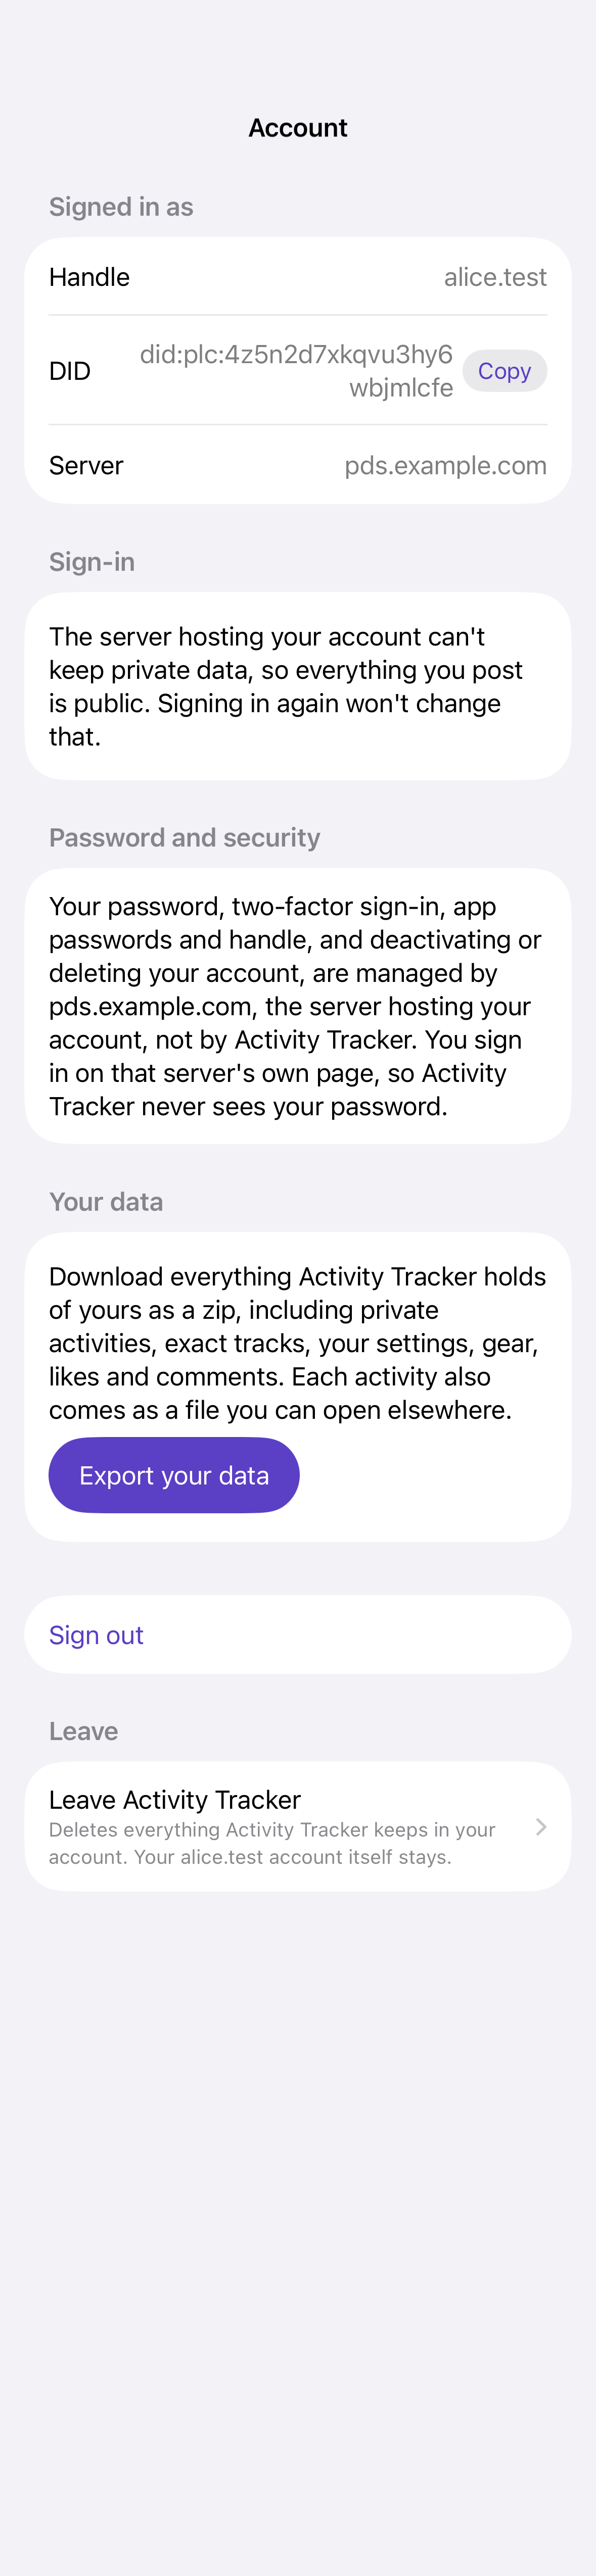 Account
Signed in as
Handle
alice.test
DID
did:plc:4z5n2d7xkqvu3hy6
wbjmlcfe
Copy
Server
pds.example.com
Sign-in
The server hosting your account can't
keep private data, so everything you post
is public. Signing in again won't change
that.
Password and security
Your password, two-factor sign-in, app
passwords and handle, and deactivating or
deleting your account, are managed by
pds.example.com, the server hosting your
account, not by Activity Tracker. You sign
in on that server's own page, so Activity
Tracker never sees your password.
Your data
Download everything Activity Tracker holds
of yours as a zip, including private
activities, exact tracks, your settings, gear,
likes and comments. Each activity also
comes as a file you can open elsewhere.
Export your data
Sign out
Leave
Leave Activity Tracker
Deletes everything Activity Tracker keeps in your
account. Your alice.test account itself stays.